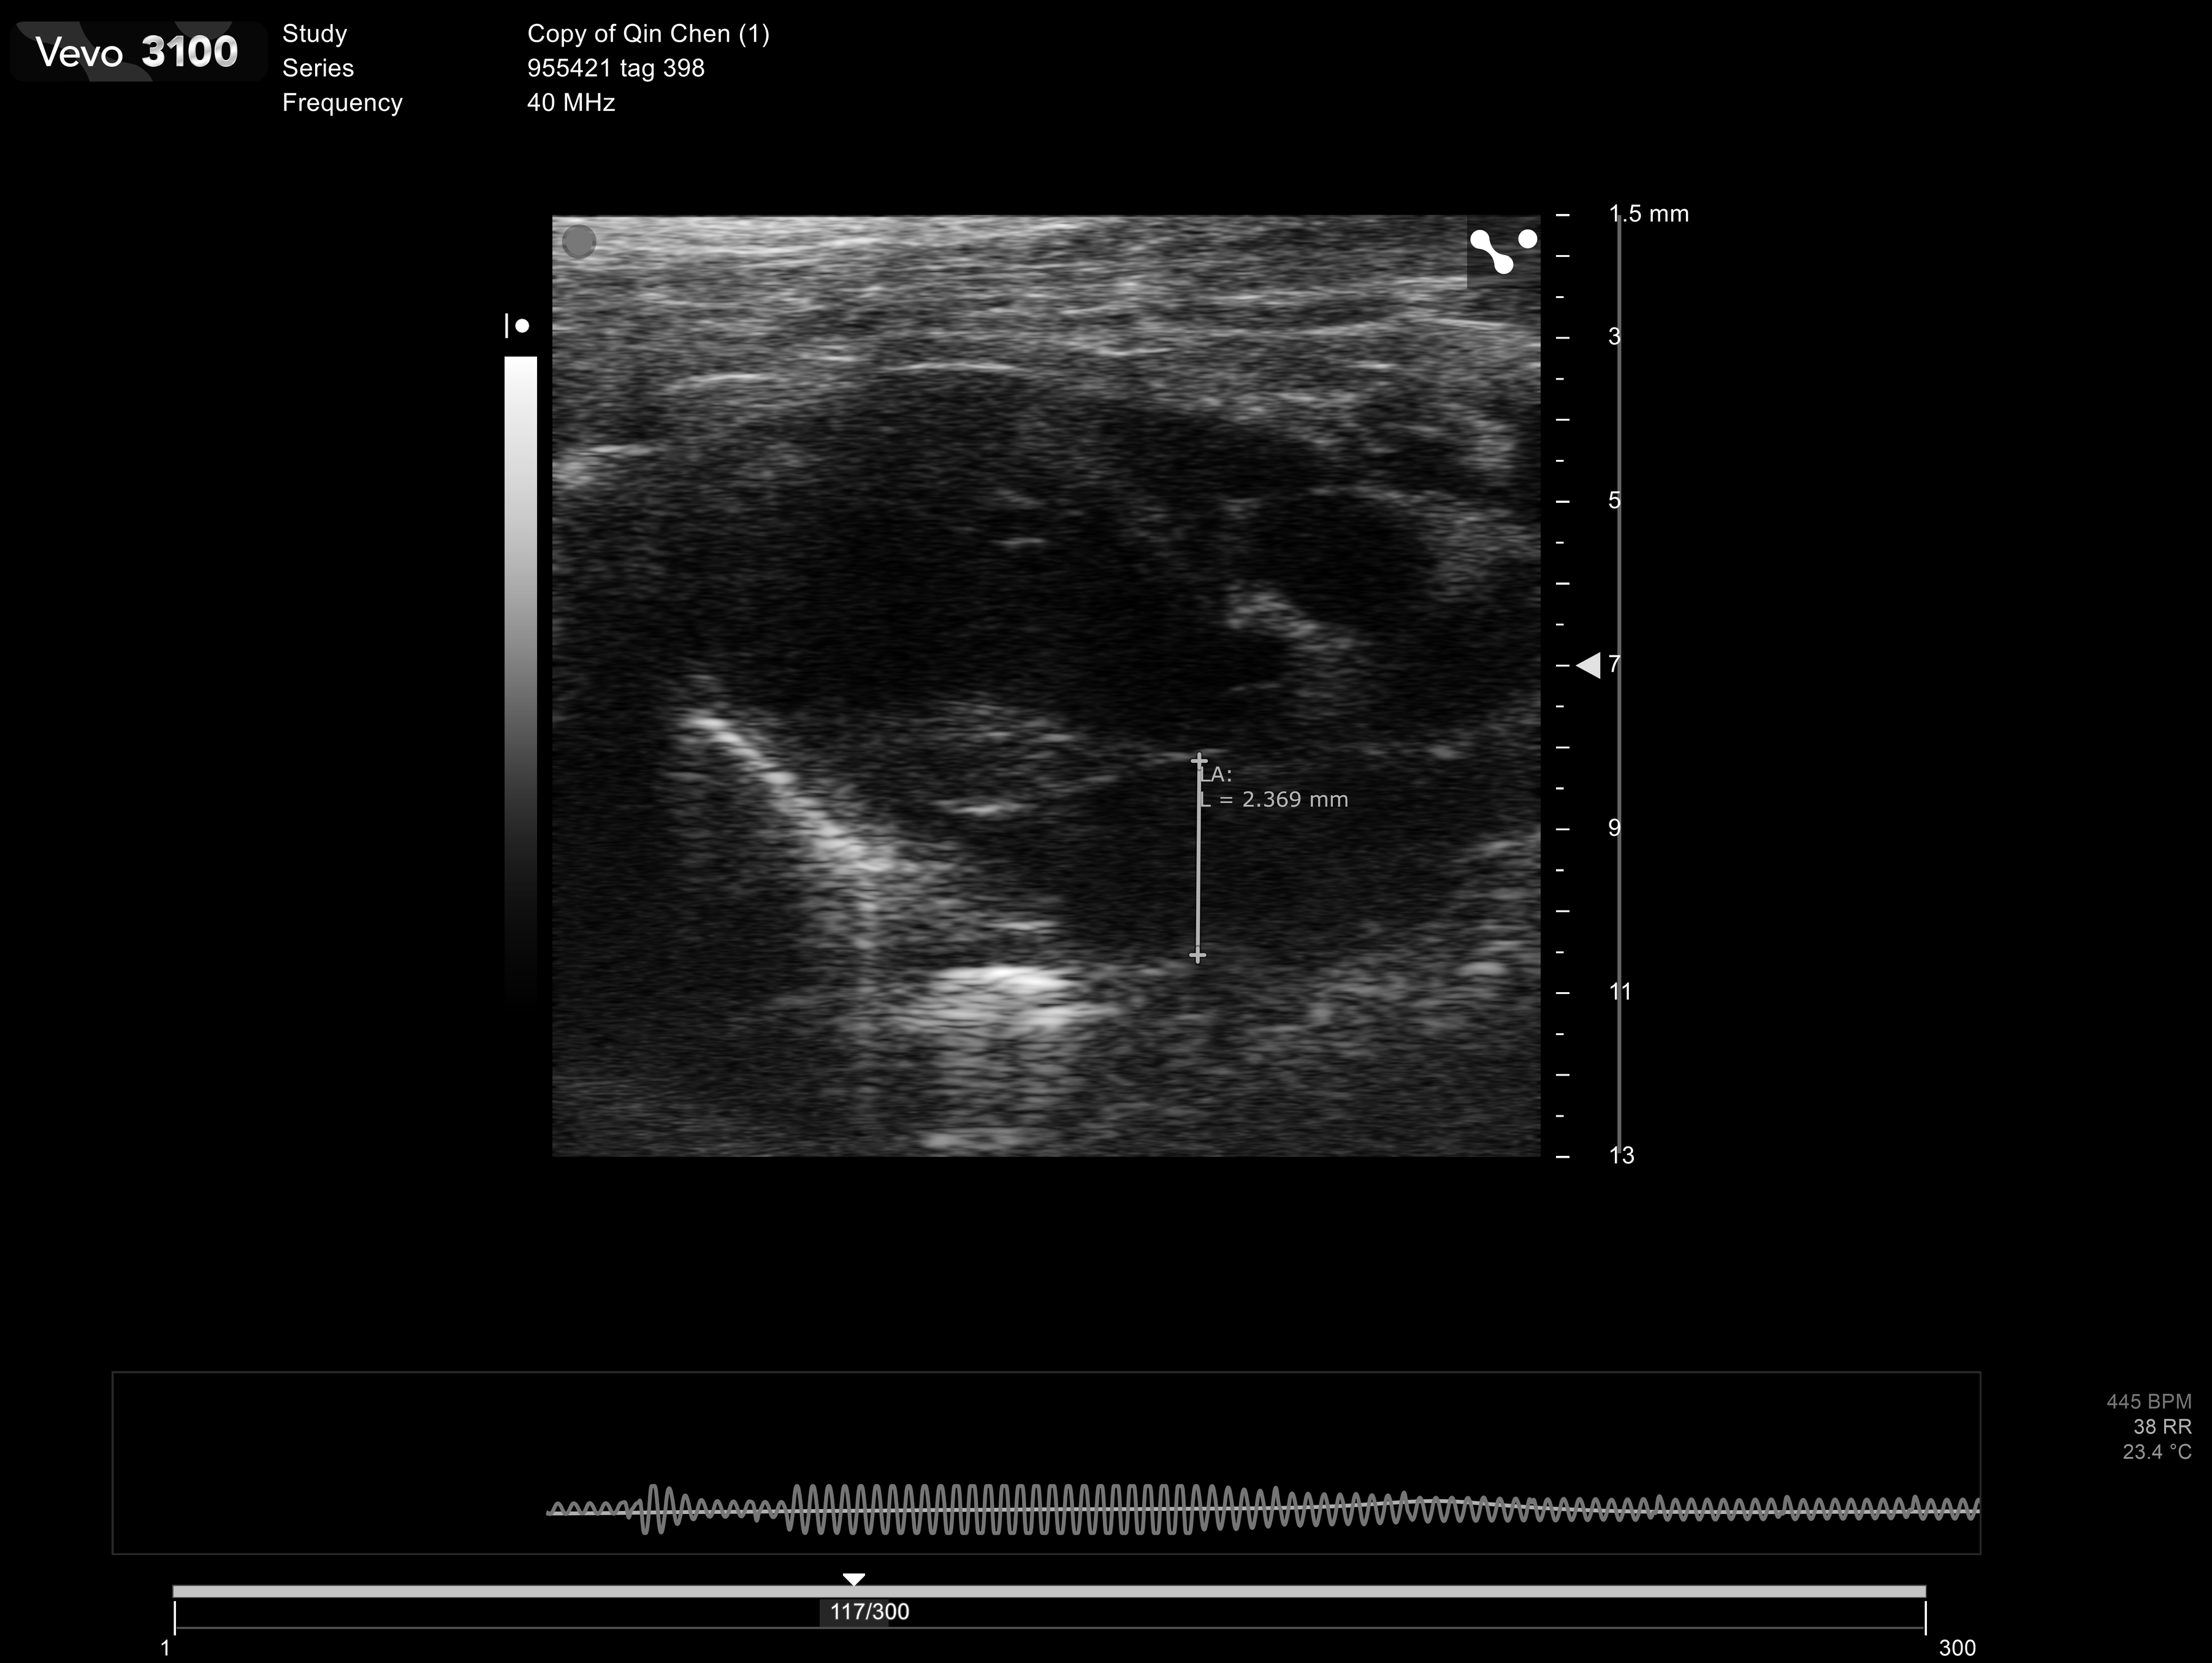 Vevo 3100
Study Copy of Qin Chen (1)
Series 955421 tag 398
Frequency 40 MHz
1.5 mm
3
5
7
LA:
L = 2.369 mm
9
11
13
445 BPM
38 RR
23.4 °C
117/300
1
300